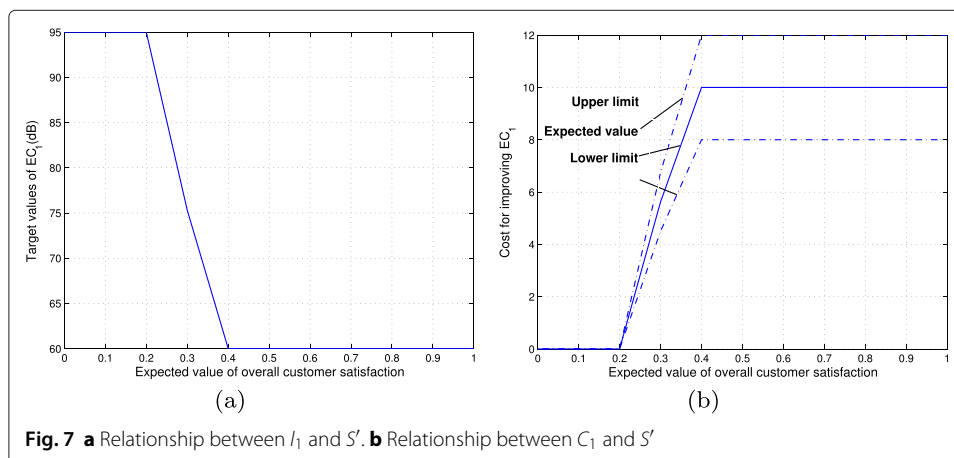 95
90
85
80
75
70
65
60
0 0.1 0.2 0.3 0.4 0.5 0.6 0.7 0.8 0.9 1
Target values of EC1(dB)
Expected value of overall customer satisfaction
(a)
12
10
8
6
4
2
0
0 0.1 0.2 0.3 0.4 0.5 0.6 0.7 0.8 0.9 1
Cost for improving EC1
Upper limit
Expected value
Lower limit
Expected value of overall customer satisfaction
(b)
Fig. 7 a Relationship between l1 and S′. b Relationship between C1 and S′